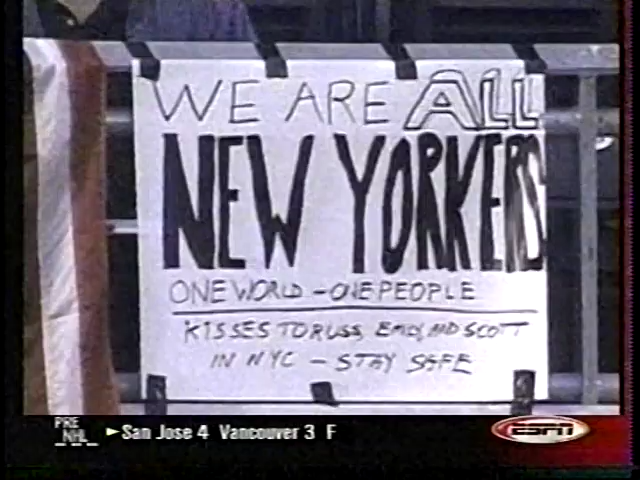 WE ARE ALL
NEW YORKERS
ONE WORLD - ONE PEOPLE
KISSES TO RUSS, EMILY, AND SCOTT
IN NYC - STAY SAFE
PRE NHL ►San Jose 4 Vancouver 3 F ESPN